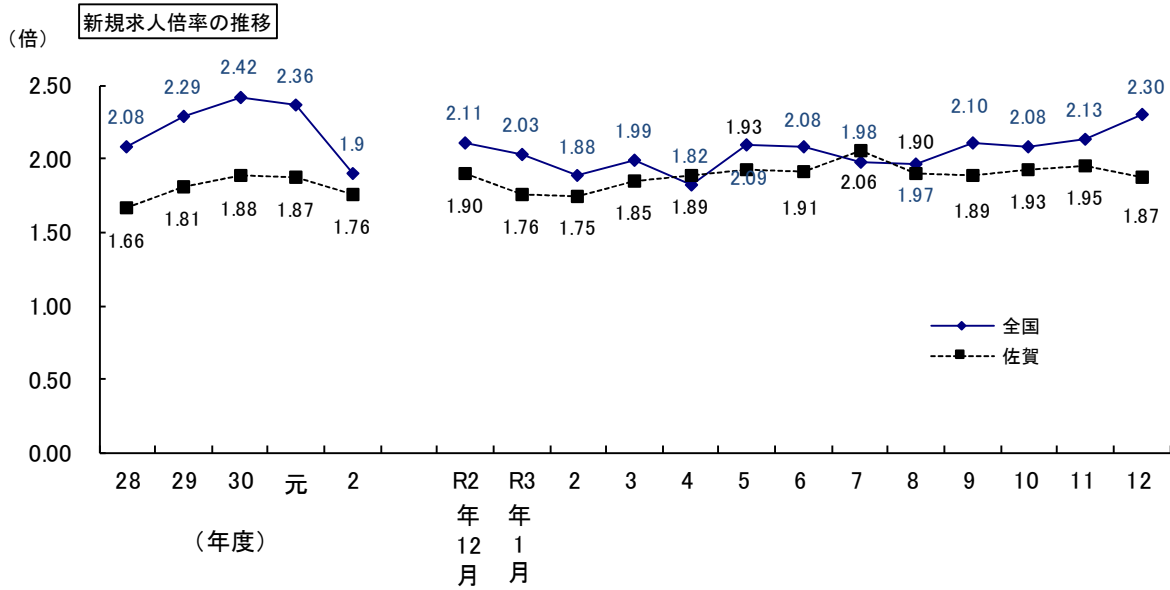 新規求人倍率の推移
（倍）
2.50
2.00
1.50
1.00
0.50
0.00
2.08 2.29 2.42 2.36 1.9 2.11 2.03 1.88 1.99 1.82 1.93 2.08 1.98 1.90 2.10 2.08 2.13 2.30
1.66 1.81 1.88 1.87 1.76 1.90 1.76 1.75 1.85 1.89 2.09 1.91 2.06 1.97 1.89 1.93 1.95 1.87
全国
佐賀
28 29 30 元 2 R2年12月 R3年1月 2 3 4 5 6 7 8 9 10 11 12
（年度）